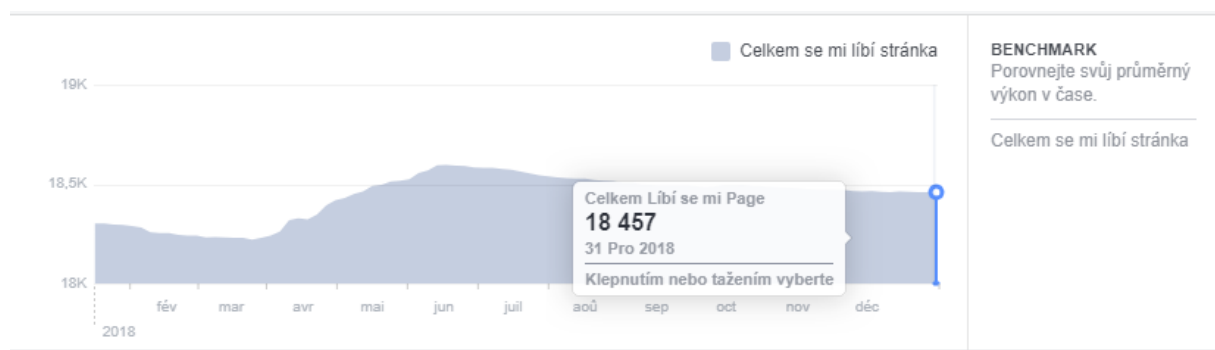 Celkem se mi líbí stránka
BENCHMARK
Porovnejte svůj průměrný
výkon v čase.
Celkem se mi líbí stránka
19K
18,5K
18K
Celkem Líbí se mi Page
18 457
31 Pro 2018
Klepnutím nebo tažením vyberte
fév mar avr mai jun juil aoû sep oct nov déc
2018